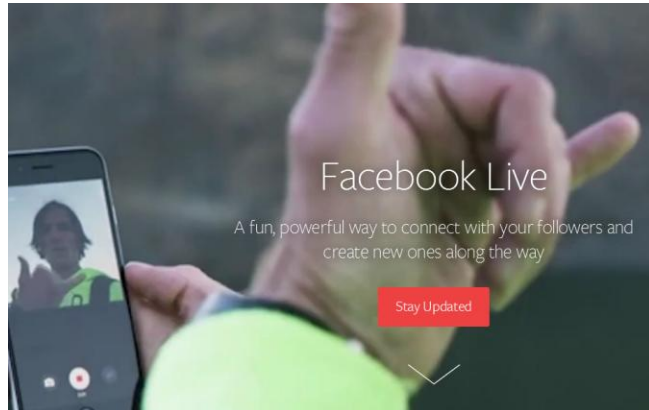 Facebook Live
A fun, powerful way to connect with your followers and
create new ones along the way
Stay Updated